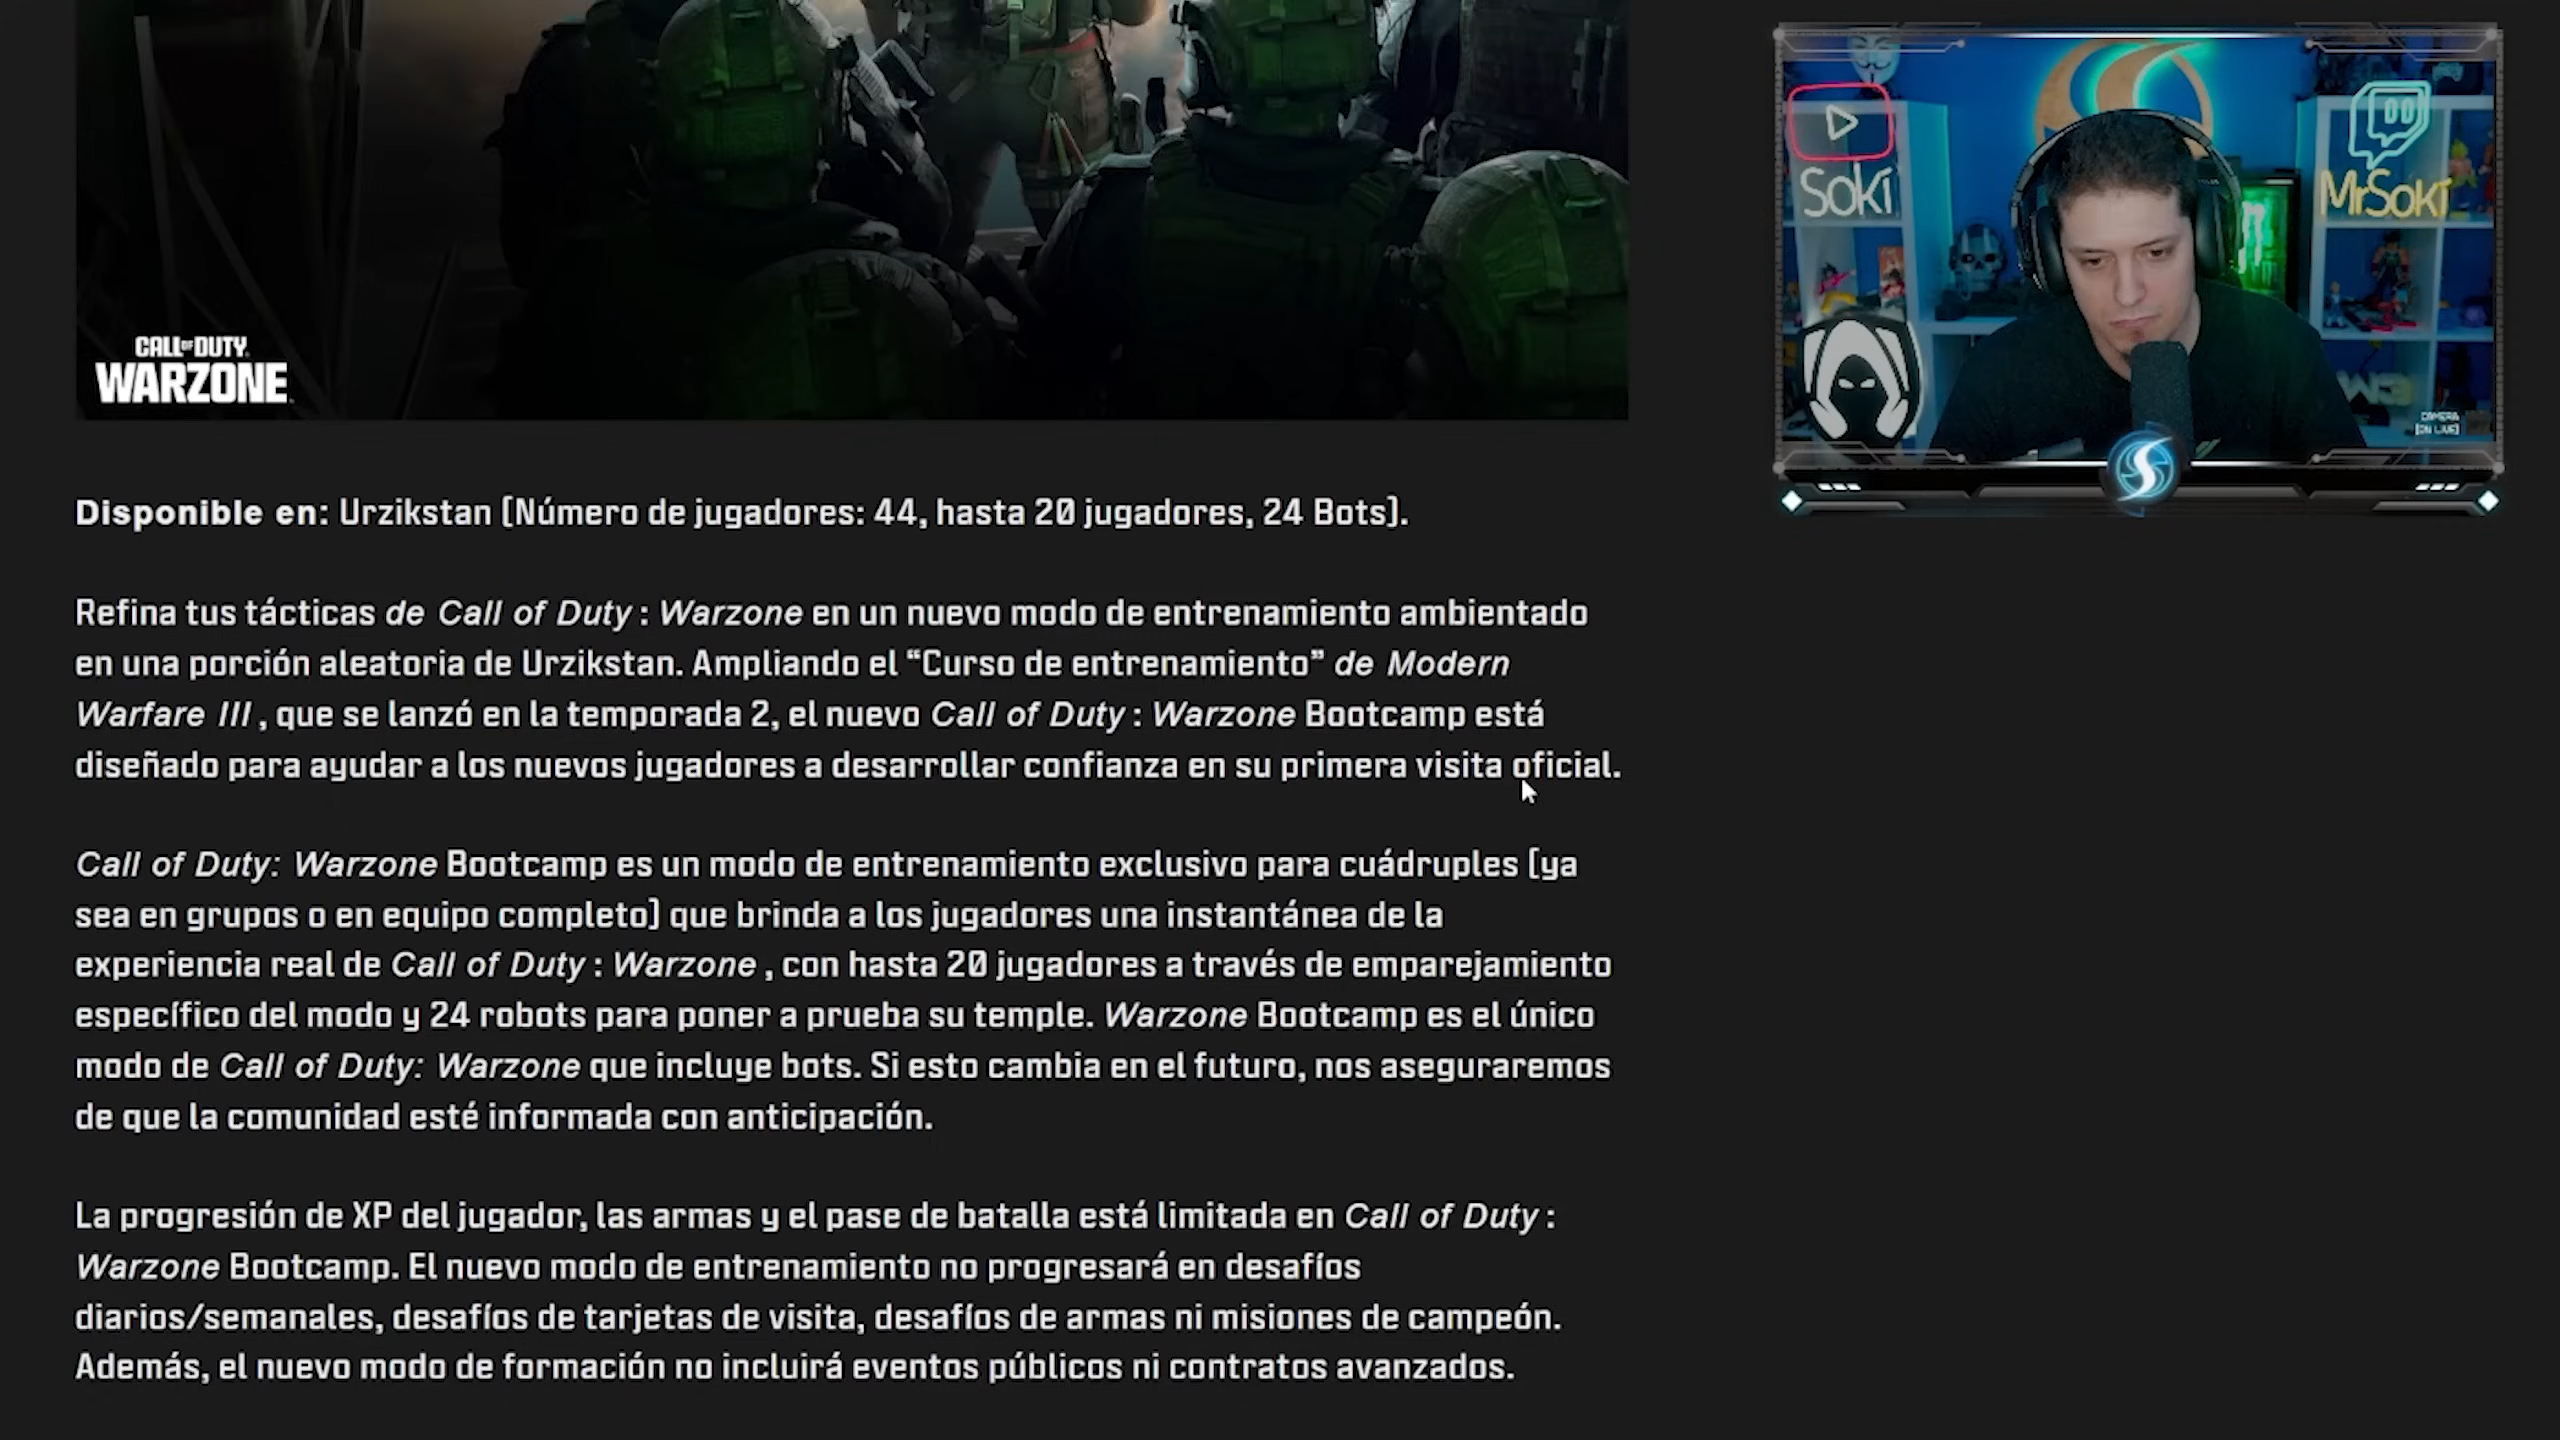 CALL OF DUTY
WARZONE
Soki
MrSoki
CAMERA
[ON LIVE]
Disponible en: Urzikstan (Número de jugadores: 44, hasta 20 jugadores, 24 Bots).
Refina tus tácticas de Call of Duty : Warzone en un nuevo modo de entrenamiento ambientado
en una porción aleatoria de Urzikstan. Ampliando el “Curso de entrenamiento” de Modern
Warfare III , que se lanzó en la temporada 2, el nuevo Call of Duty : Warzone Bootcamp está
diseñado para ayudar a los nuevos jugadores a desarrollar confianza en su primera visita oficial.
Call of Duty: Warzone Bootcamp es un modo de entrenamiento exclusivo para cuádruples (ya
sea en grupos o en equipo completo) que brinda a los jugadores una instantánea de la
experiencia real de Call of Duty : Warzone , con hasta 20 jugadores a través de emparejamiento
específico del modo y 24 robots para poner a prueba su temple. Warzone Bootcamp es el único
modo de Call of Duty: Warzone que incluye bots. Si esto cambia en el futuro, nos aseguraremos
de que la comunidad esté informada con anticipación.
La progresión de XP del jugador, las armas y el pase de batalla está limitada en Call of Duty :
Warzone Bootcamp. El nuevo modo de entrenamiento no progresará en desafíos
diarios/semanales, desafíos de tarjetas de visita, desafíos de armas ni misiones de campeón.
Además, el nuevo modo de formación no incluirá eventos públicos ni contratos avanzados.